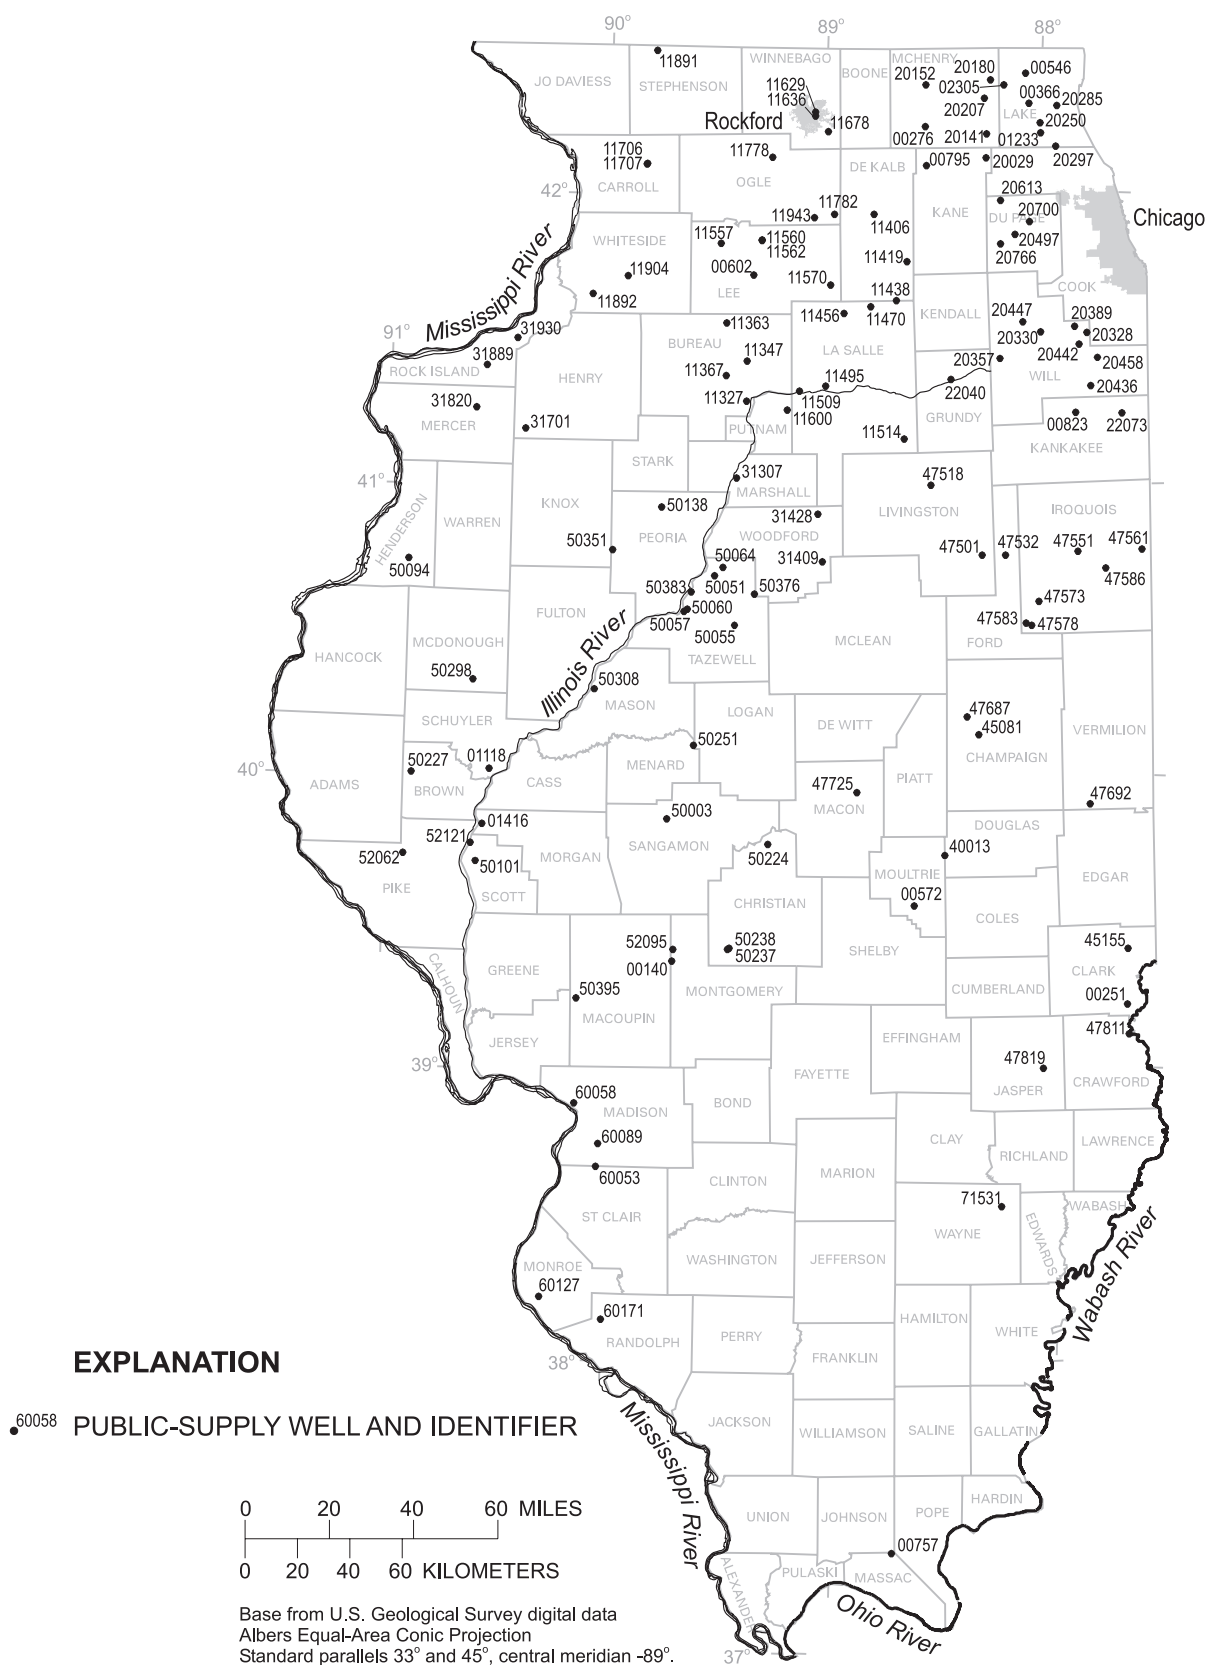 90°
89°
88°
11891
WINNEBAGO
MCHENRY
20180
00546
JO DAVIESS
STEPHENSON
BOONE
20152
02305
00366
20285
11629
11636
20207
LAKE
Rockford
11678
20250
00276
20141
01233
11706
11707
11778
DE KALB
00795
20029
20297
CARROLL
OGLE
42°
20613
11943
11782
KANE
DU PAGE
20700
Chicago
11406
WHITESIDE
11557
11560
11562
20497
20766
11904
00602
11419
11570
LEE
COOK
11892
11438
Mississippi River
11456
11470
KENDALL
20447
20389
31930
11363
20330
20328
91°
BUREAU
LA SALLE
20442
31889
11347
20357
20458
ROCK ISLAND
HENRY
11367
11495
WILL
31820
11327
11509
22040
20436
11600
GRUNDY
MERCER
31701
PUTNAM
00823
22073
11514
KANKAKEE
STARK
41°
31307
47518
MARSHALL
HENDERSON
KNOX
50138
31428
LIVINGSTON
IROQUOIS
WARREN
PEORIA
WOODFORD
50351
50064
31409
47501
47532
47551
47561
50094
50383
50051
50376
47586
50060
47573
FULTON
50057
50055
47583
47578
MCDONOUGH
MCLEAN
FORD
HANCOCK
TAZEWELL
50298
Illinois River
50308
MASON
LOGAN
DE WITT
47687
SCHUYLER
45081
VERMILION
50251
01118
CHAMPAIGN
40°
50227
MENARD
ADAMS
BROWN
CASS
47725
PIATT
MACON
47692
50003
01416
DOUGLAS
52121
SANGAMON
40013
52062
50101
MORGAN
50224
MOULTRIE
PIKE
SCOTT
00572
EDGAR
CHRISTIAN
COLES
52095
50238
50237
45155
SHELBY
00140
CALHOUN
GREENE
CLARK
50395
MONTGOMERY
CUMBERLAND
00251
MACOUPIN
47811
JERSEY
EFFINGHAM
39°
47819
FAYETTE
JASPER
CRAWFORD
60058
MADISON
BOND
60089
CLAY
LAWRENCE
RICHLAND
60053
CLINTON
MARION
71531
WABASH
ST CLAIR
WAYNE
EDWARDS
WASHINGTON
JEFFERSON
MONROE
Wabash River
60127
60171
HAMILTON
WHITE
RANDOLPH
PERRY
38°
FRANKLIN
EXPLANATION
60058 PUBLIC-SUPPLY WELL AND IDENTIFIER
Mississippi River
JACKSON
WILLIAMSON
SALINE
GALLATIN
HARDIN
0 20 40 60 MILES
UNION
JOHNSON
POPE
00757
0 20 40 60 KILOMETERS
ALEXANDER
PULASKI
MASSAC
Ohio River
Base from U.S. Geological Survey digital data
Albers Equal-Area Conic Projection
Standard parallels 33° and 45°, central meridian -89°.
37°